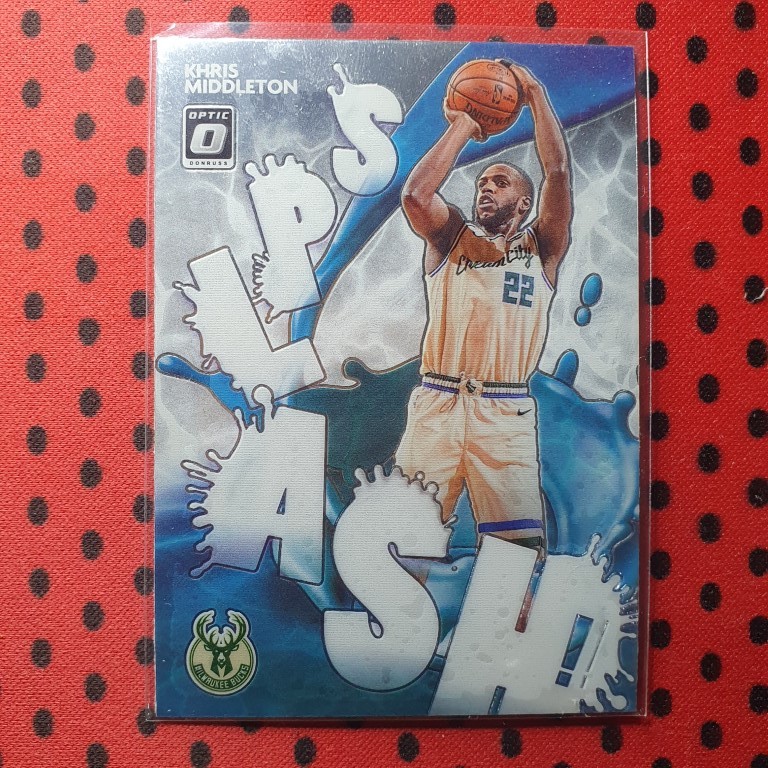 KHRIS
MIDDLETON
OPTIC
DONRUSS
SPLASH!
Cream City
22
MILWAUKEE BUCKS